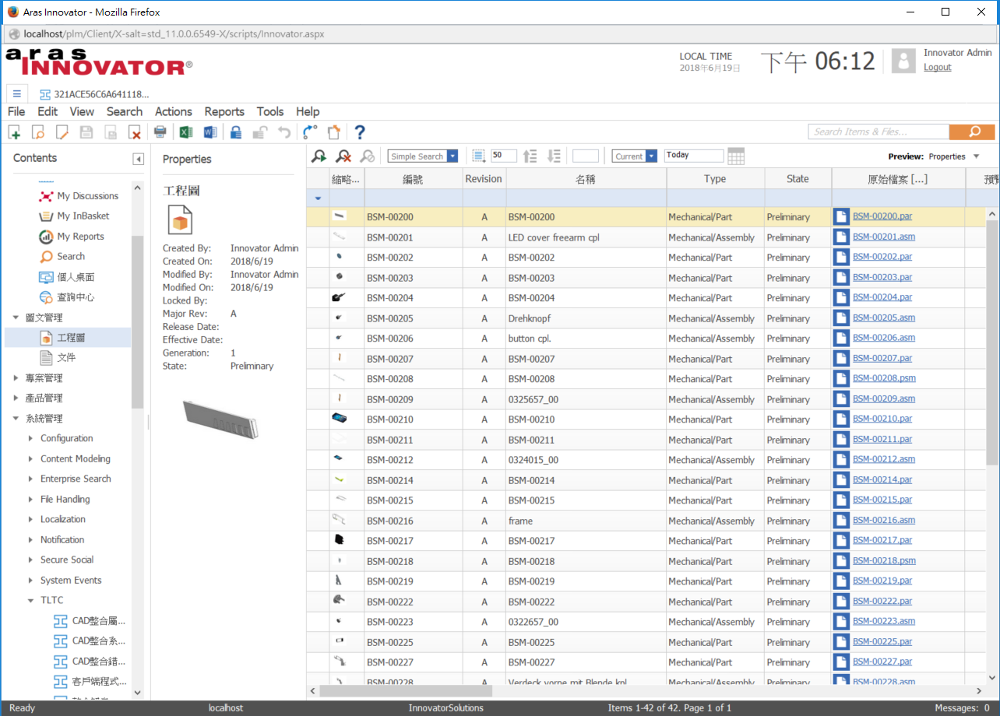 Aras Innovator - Mozilla Firefox
localhost/plm/Client/X-salt=std_11.0.0.6549-X/scripts/Innovator.aspx
aras INNOVATOR®
LOCAL TIME
2018年6月19日
下午 06:12
Innovator Admin
Logout
321ACE56C6A641118...
File Edit View Search Actions Reports Tools Help
Search Items & Files...
Contents
My Discussions
My InBasket
My Reports
Search
個人桌面
查詢中心
圖文管理
工程圖
文件
專案管理
產品管理
系統管理
Configuration
Content Modeling
Enterprise Search
File Handling
Localization
Notification
Secure Social
System Events
TLTC
CAD整合屬...
CAD整合系...
CAD整合錯...
客戶端程式...
Properties
工程圖
Created By: Innovator Admin
Created On: 2018/6/19
Modified By: Innovator Admin
Modified On: 2018/6/19
Locked By:
Major Rev: A
Release Date:
Effective Date:
Generation: 1
State: Preliminary
Simple Search 50 Current Today Preview: Properties
縮略... 編號 Revision 名稱 Type State 原始檔案 [...] 預覽
BSM-00200 A BSM-00200 Mechanical/Part Preliminary BSM-00200.par
BSM-00201 A LED cover freearm cpl Mechanical/Assembly Preliminary BSM-00201.asm
BSM-00202 A BSM-00202 Mechanical/Part Preliminary BSM-00202.par
BSM-00203 A BSM-00203 Mechanical/Part Preliminary BSM-00203.par
BSM-00204 A BSM-00204 Mechanical/Part Preliminary BSM-00204.par
BSM-00205 A Drehknopf Mechanical/Assembly Preliminary BSM-00205.asm
BSM-00206 A button cpl. Mechanical/Assembly Preliminary BSM-00206.asm
BSM-00207 A BSM-00207 Mechanical/Part Preliminary BSM-00207.par
BSM-00208 A BSM-00208 Mechanical/Part Preliminary BSM-00208.psm
BSM-00209 A 0325657_00 Mechanical/Assembly Preliminary BSM-00209.asm
BSM-00210 A BSM-00210 Mechanical/Part Preliminary BSM-00210.par
BSM-00211 A BSM-00211 Mechanical/Part Preliminary BSM-00211.par
BSM-00212 A 0324015_00 Mechanical/Assembly Preliminary BSM-00212.asm
BSM-00214 A BSM-00214 Mechanical/Part Preliminary BSM-00214.par
BSM-00215 A BSM-00215 Mechanical/Part Preliminary BSM-00215.par
BSM-00216 A frame Mechanical/Assembly Preliminary BSM-00216.asm
BSM-00217 A BSM-00217 Mechanical/Part Preliminary BSM-00217.par
BSM-00218 A BSM-00218 Mechanical/Part Preliminary BSM-00218.psm
BSM-00219 A BSM-00219 Mechanical/Part Preliminary BSM-00219.par
BSM-00222 A BSM-00222 Mechanical/Part Preliminary BSM-00222.par
BSM-00223 A 0322657_00 Mechanical/Assembly Preliminary BSM-00223.asm
BSM-00225 A BSM-00225 Mechanical/Part Preliminary BSM-00225.par
BSM-00227 A BSM-00227 Mechanical/Part Preliminary BSM-00227.par
BSM-00228 A Verdeck vorne mit Blende kpl Mechanical/Assembly Preliminary BSM-00228.asm
Ready localhost InnovatorSolutions Items 1-42 of 42. Page 1 of 1 Messages: 0